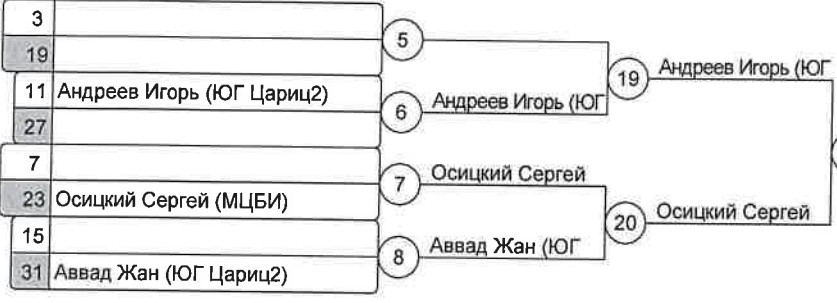 3
19
5
11 Андреев Игорь (ЮГ Цариц2)
27
6
Андреев Игорь (ЮГ
19
Андреев Игорь (ЮГ
7
23 Осицкий Сергей (МЦБИ)
7
Осицкий Сергей
15
31 Аввад Жан (ЮГ Цариц2)
8
Аввад Жан (ЮГ
20
Осицкий Сергей